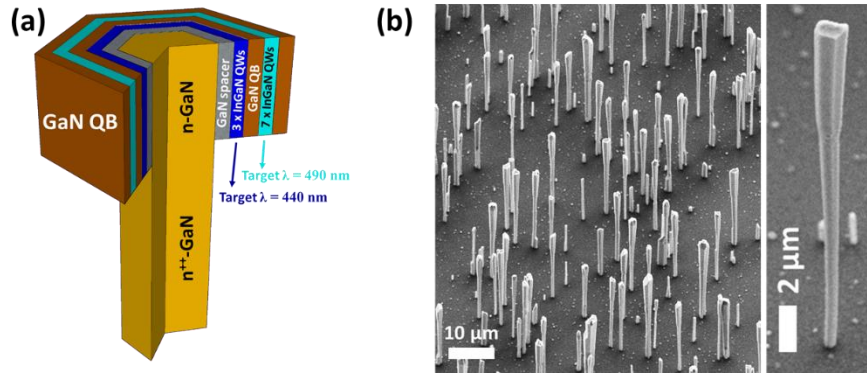 (a)
GaN QB
n-GaN
n⁺⁺-GaN
GaN spacer
3 x InGaN QWs
GaN QB
7 x InGaN QWs
Target λ = 490 nm
Target λ = 440 nm
(b)
10 µm
2 µm